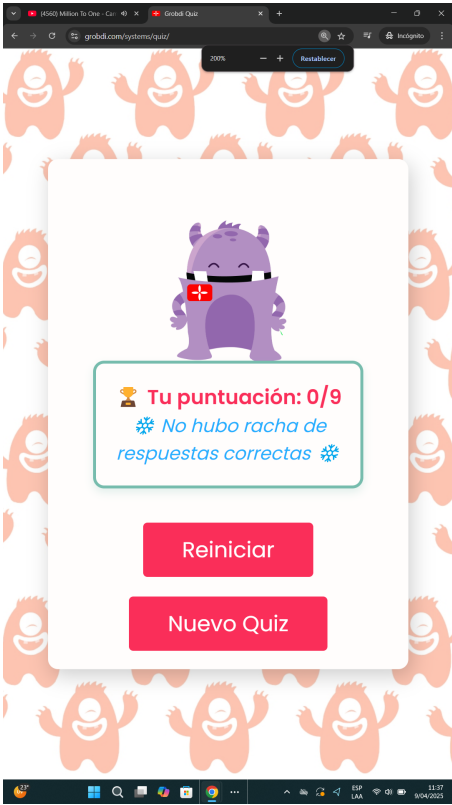 (4560) Million To One - Cam
Grobdi Quiz
grobdi.com/systems/quiz/
Incógnito
200%
Restablecer
Tu puntuación: 0/9
No hubo racha de
respuestas correctas
Reiniciar
Nuevo Quiz
23°
ESP
LAA
11:37
9/04/2025